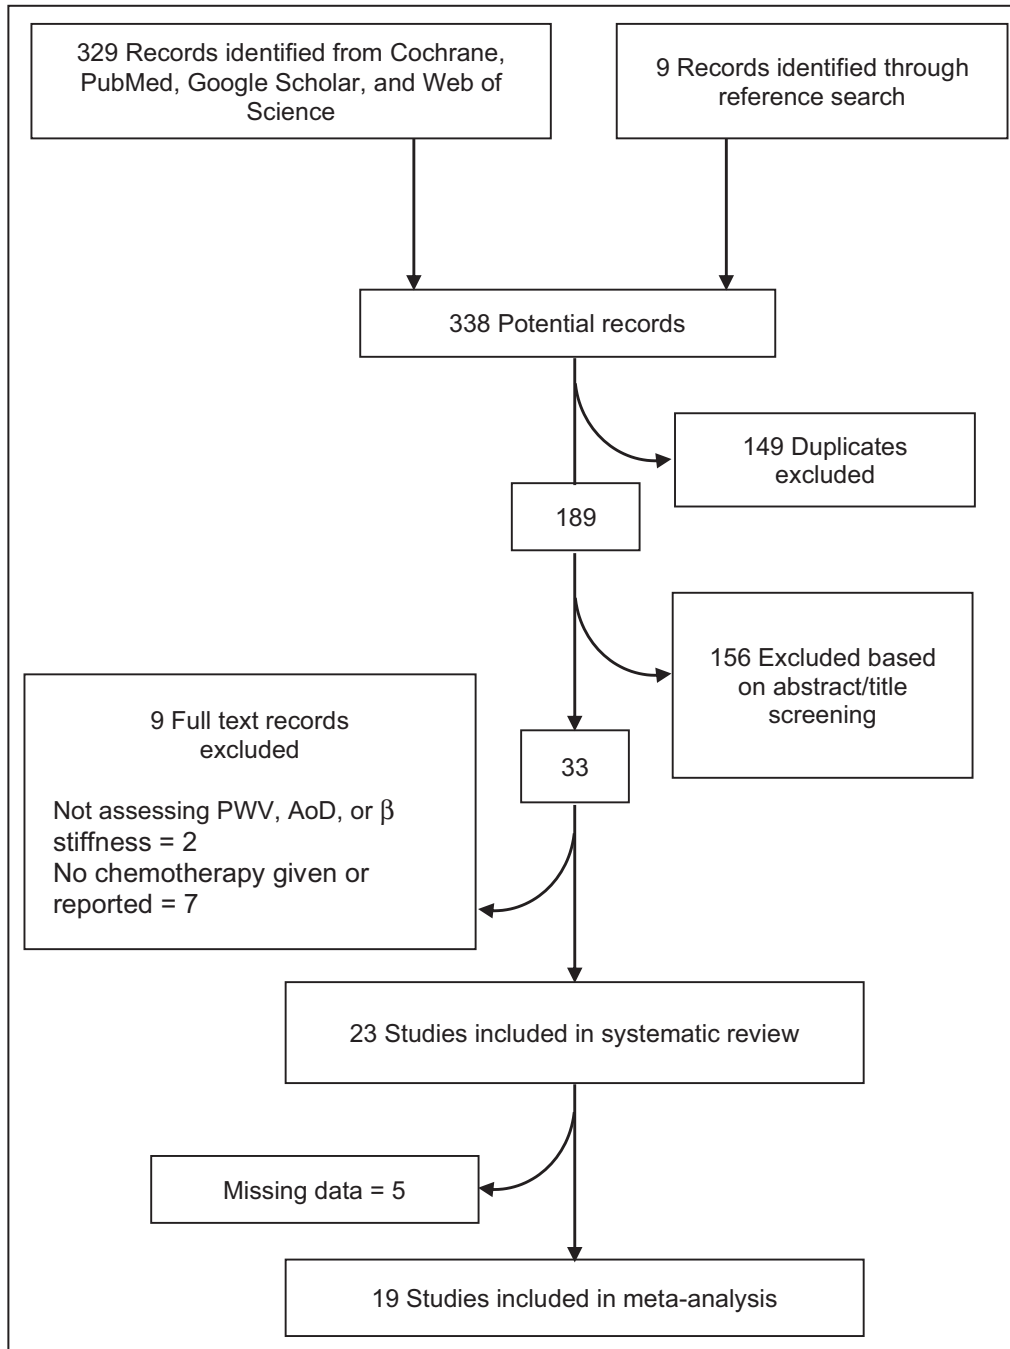 329 Records identified from Cochrane,
PubMed, Google Scholar, and Web of
Science
9 Records identified through
reference search
338 Potential records
149 Duplicates
excluded
189
156 Excluded based
on abstract/title
screening
9 Full text records
excluded
Not assessing PWV, AoD, or β
stiffness = 2
No chemotherapy given or
reported = 7
33
23 Studies included in systematic review
Missing data = 5
19 Studies included in meta-analysis